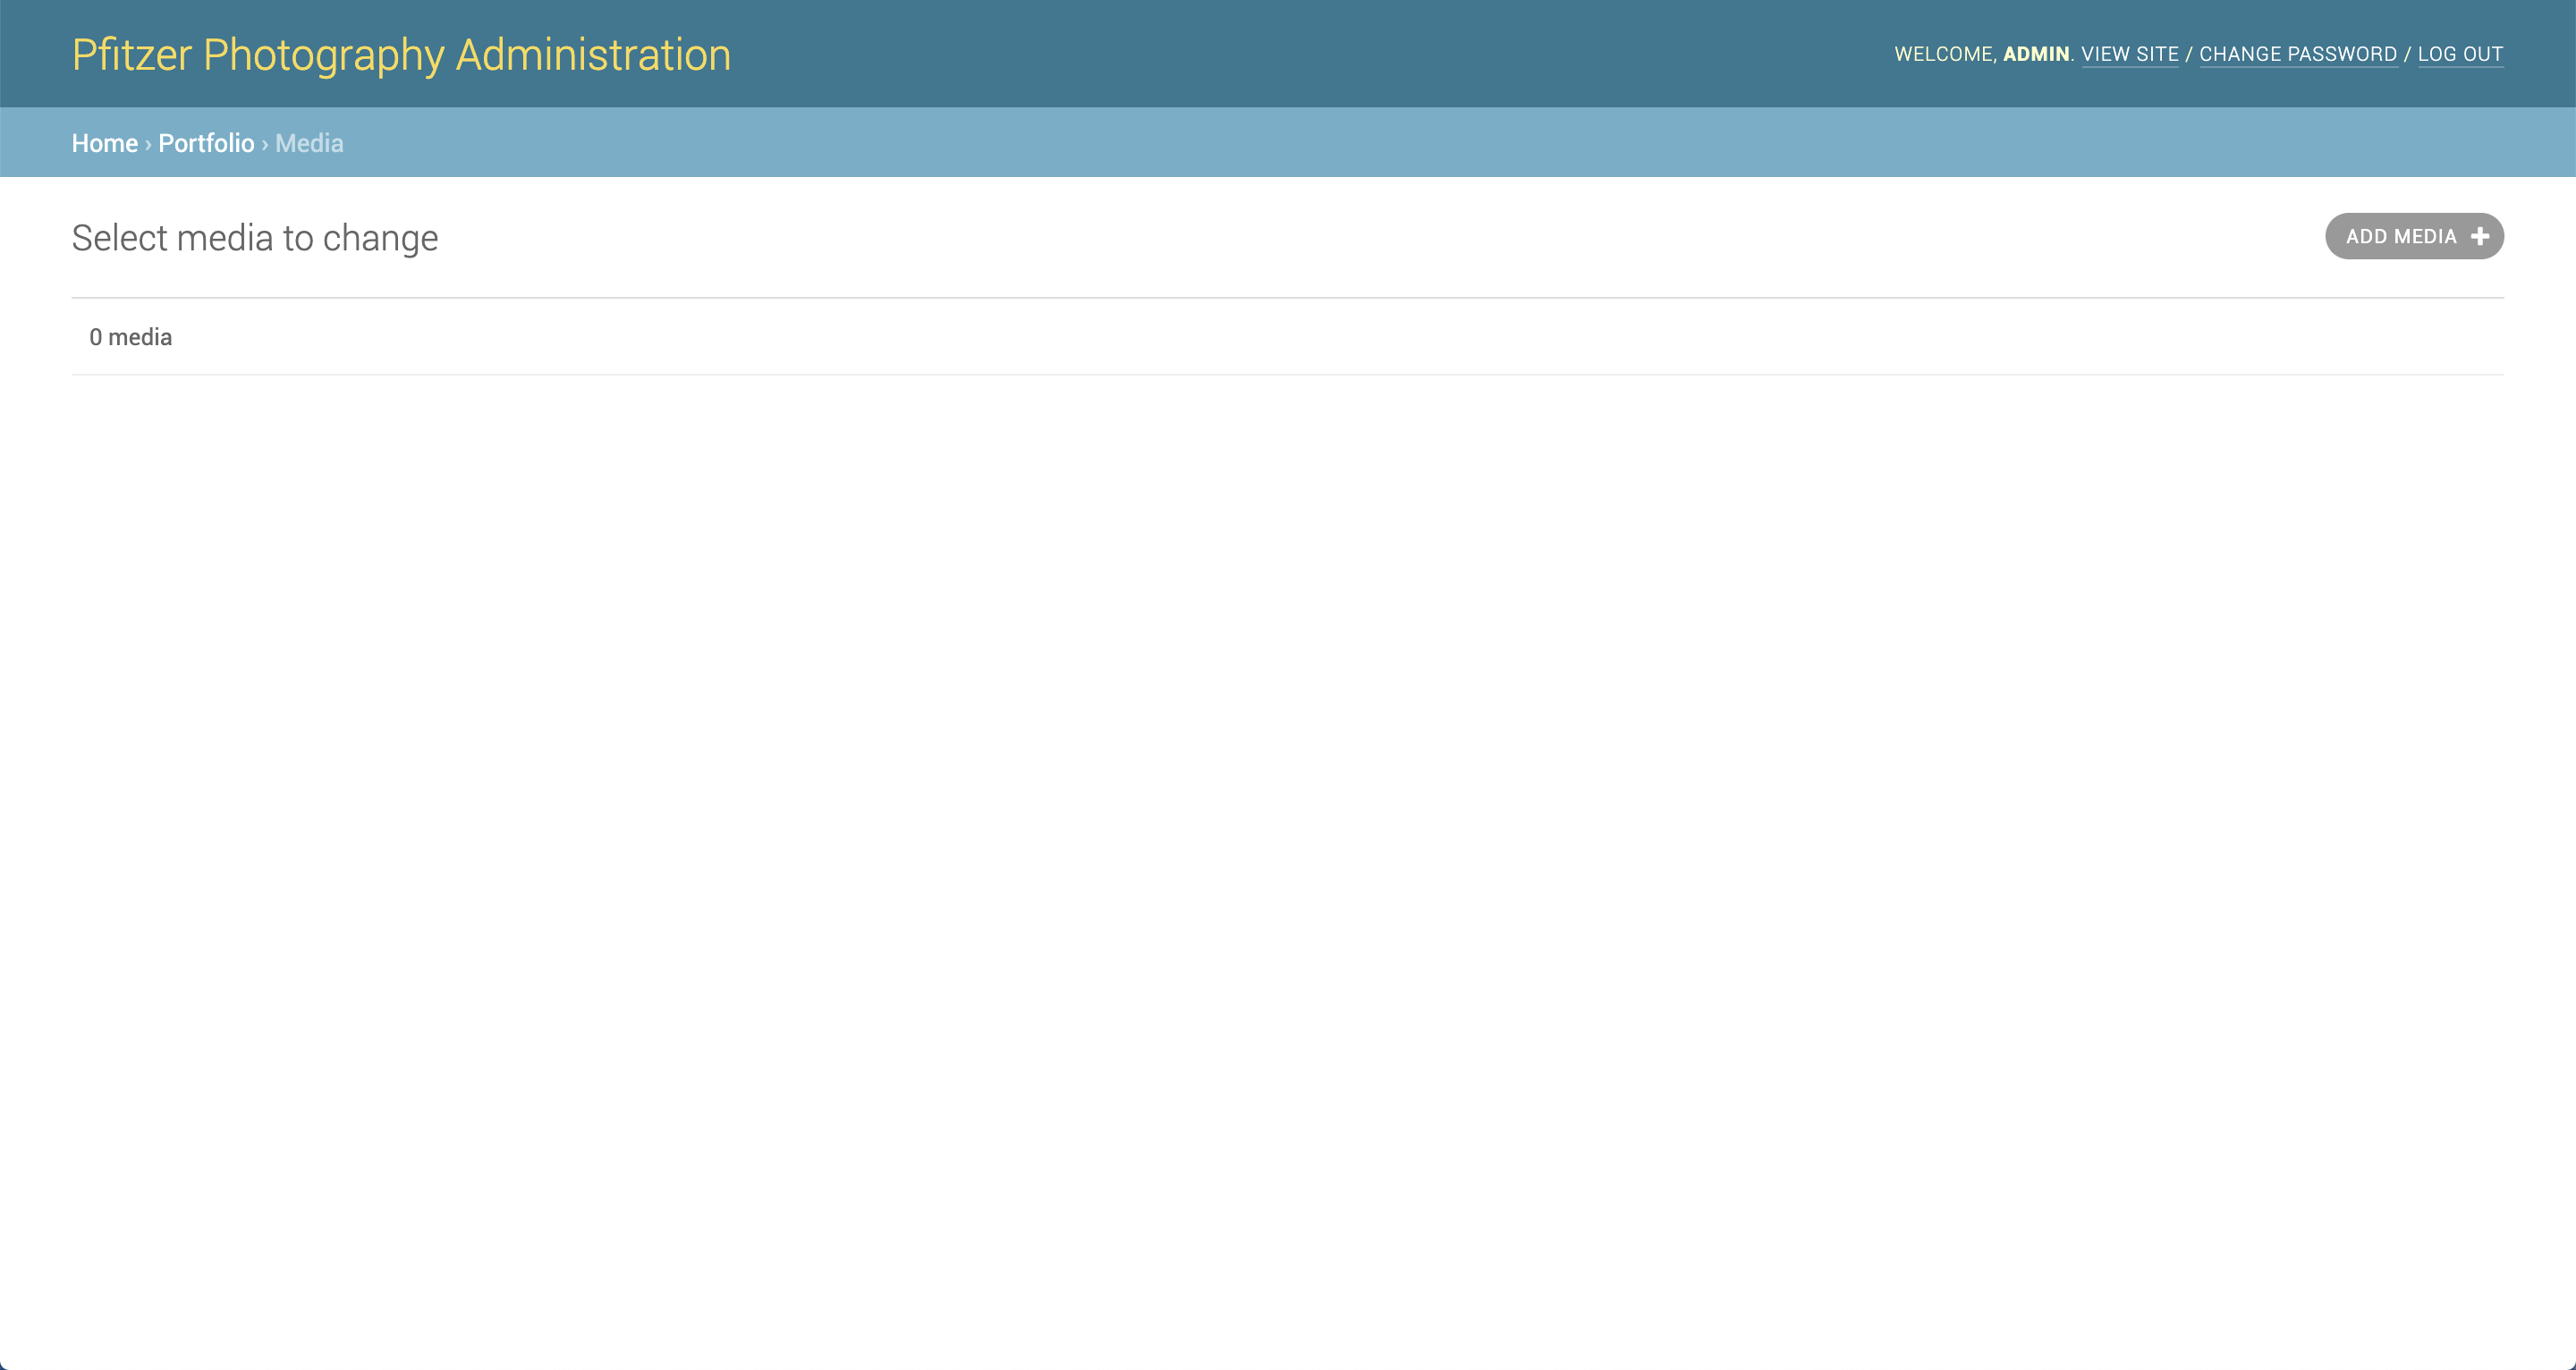 Pfitzer Photography Administration
WELCOME, ADMIN. VIEW SITE / CHANGE PASSWORD / LOG OUT
Home › Portfolio › Media
Select media to change
ADD MEDIA
0 media